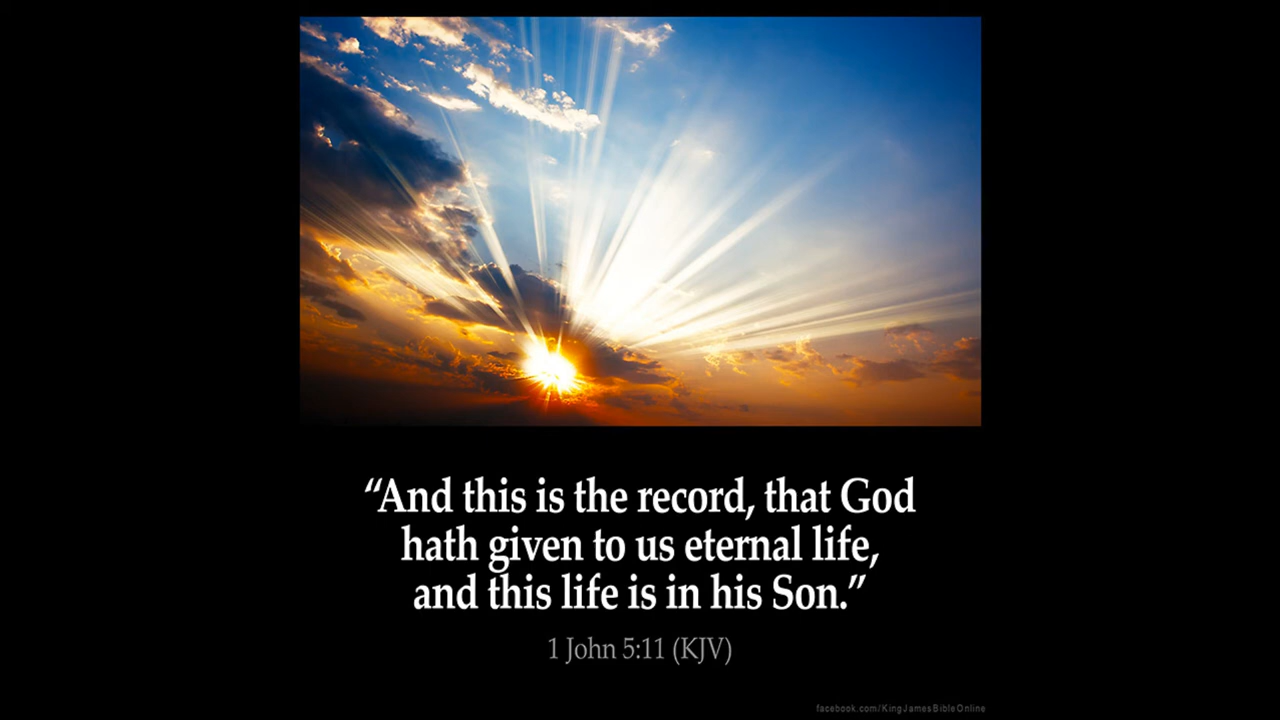 “And this is the record, that God
hath given to us eternal life,
and this life is in his Son.”
1 John 5:11 (KJV)
facebook.com/KingJamesBibleOnline